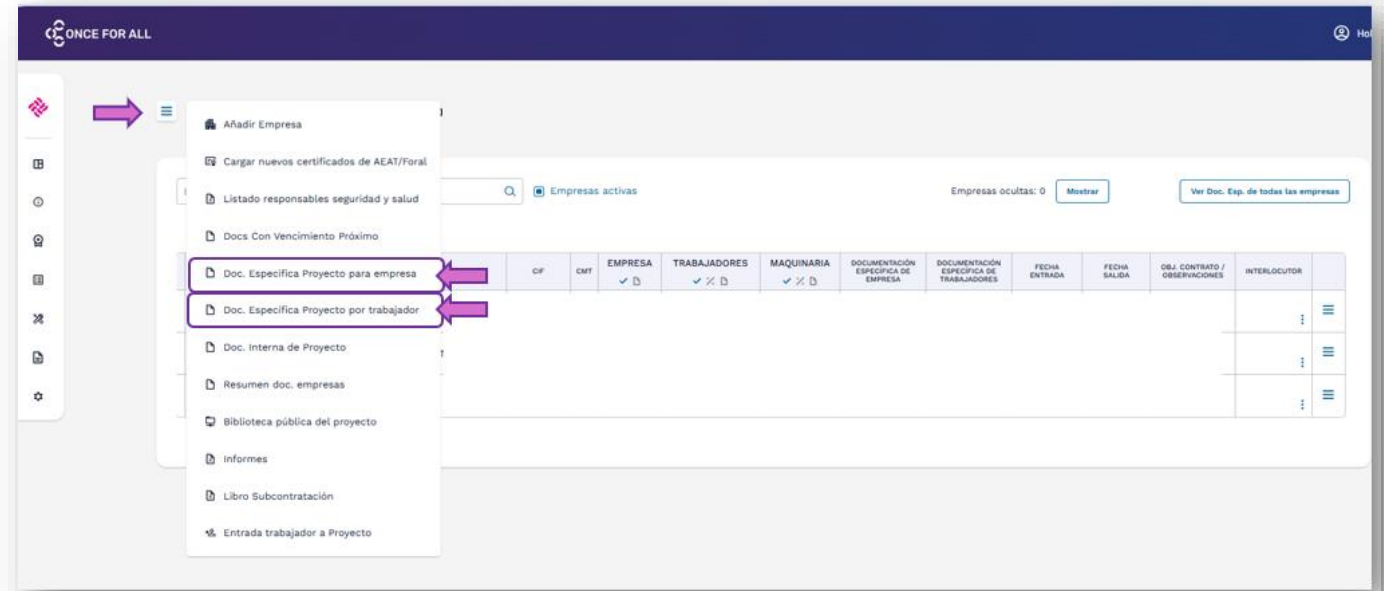 ONCE FOR ALL
Añadir Empresa
Cargar nuevos certificados de AEAT/Foral
Listado responsables seguridad y salud
Docs Con Vencimiento Próximo
Doc. Específica Proyecto para empresa
Doc. Específica Proyecto por trabajador
Doc. Interna de Proyecto
Resumen doc. empresas
Biblioteca pública del proyecto
Informes
Libro Subcontratación
Entrada trabajador a Proyecto
Empresas activas
Empresas ocultas: 0
Mostrar
Ver Doc. Esp. de todas las empresas
CIF
CMT
EMPRESA
TRABAJADORES
MAQUINARIA
DOCUMENTACIÓN
ESPECÍFICA DE
EMPRESA
DOCUMENTACIÓN
ESPECÍFICA DE
TRABAJADORES
FECHA
ENTRADA
FECHA
SALIDA
OBJ. CONTRATO /
OBSERVACIONES
INTERLOCUTOR